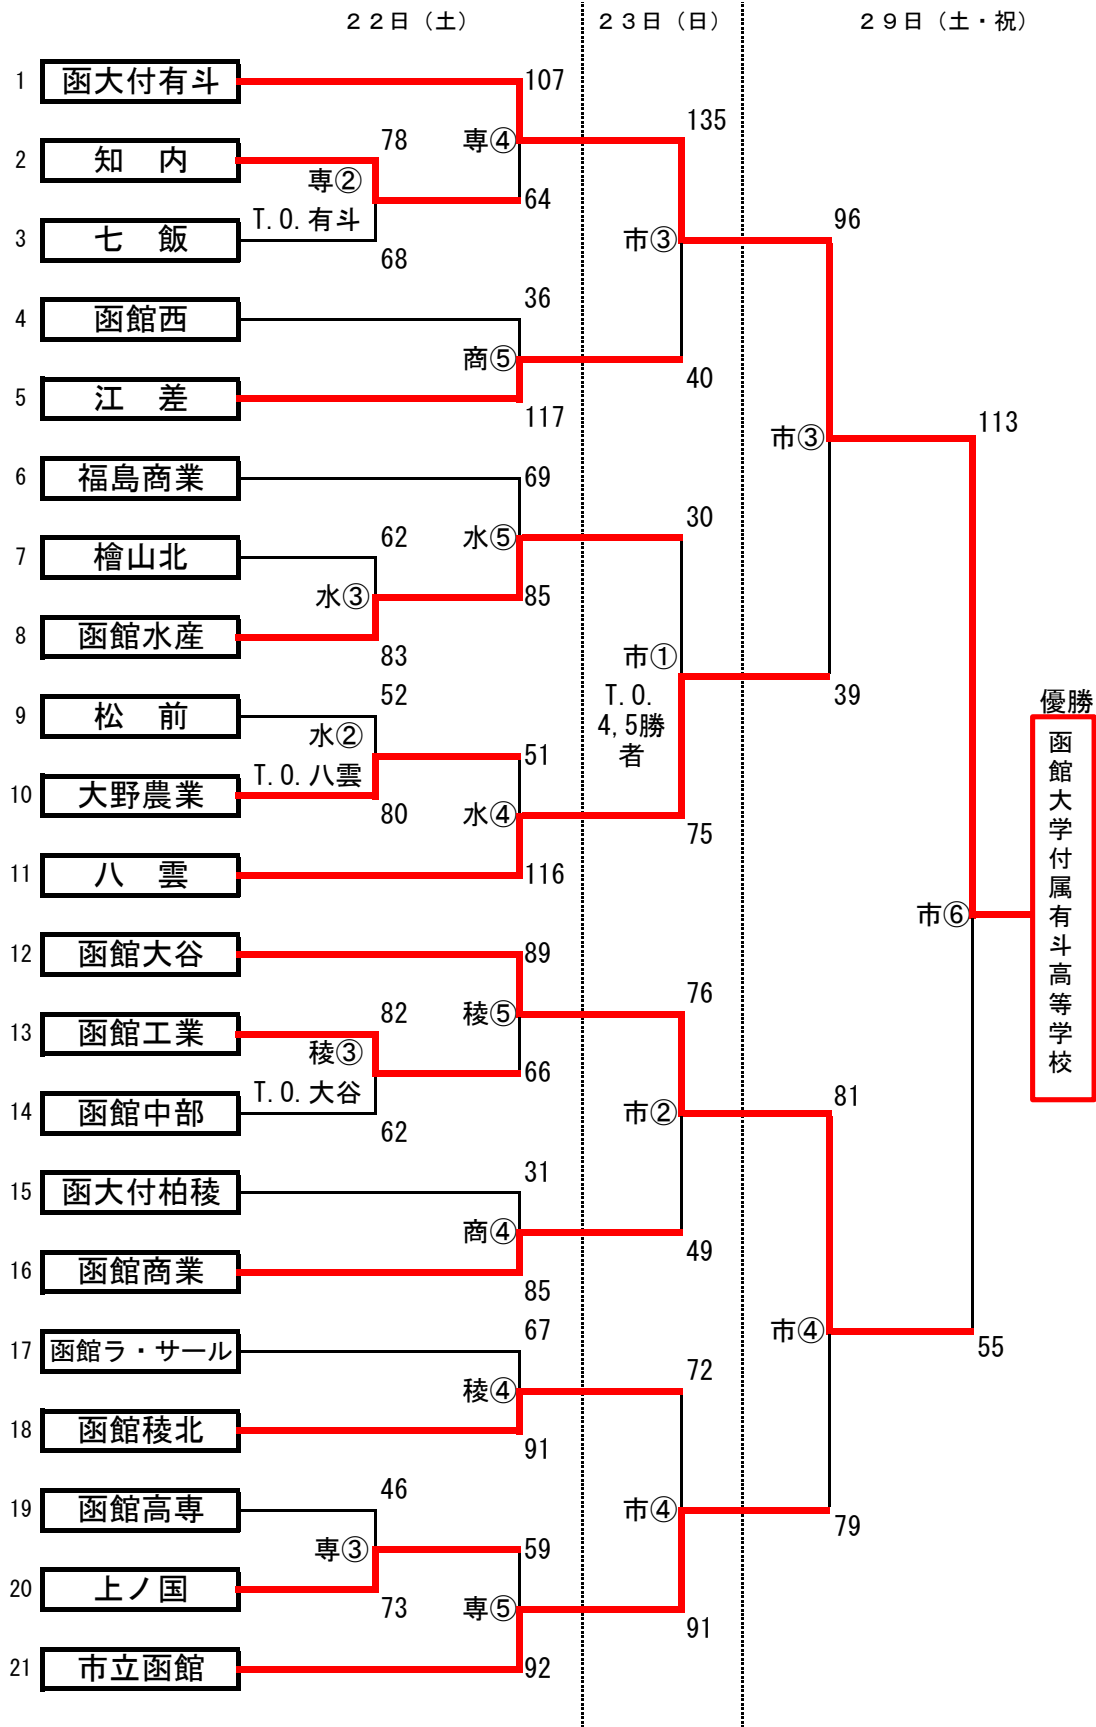 ２２日（土）
２３日（日）
２９日（土・祝）
1 函大付有斗
107
135
2 知　内
78
専④
専②
64
T.O.有斗
3 七　飯
68
市③
96
4 函館西
36
商⑤
5 江　差
117
40
市③
113
6 福島商業
69
7 檜山北
62
水⑤
30
水③
85
8 函館水産
83
市①
T.O.
4,5勝
者
39
9 松　前
52
水②
51
T.O.八雲
10 大野農業
80
水④
75
11 八　雲
116
優勝
函館大学付属有斗高等学校
市⑥
12 函館大谷
89
76
13 函館工業
82
稜⑤
稜③
66
T.O.大谷
14 函館中部
62
市②
81
15 函大付柏稜
31
商④
16 函館商業
85
49
17 函館ラ・サール
67
市④
55
稜④
72
18 函館稜北
91
19 函館高専
46
市④
79
専③
59
20 上ノ国
73
専⑤
91
21 市立函館
92